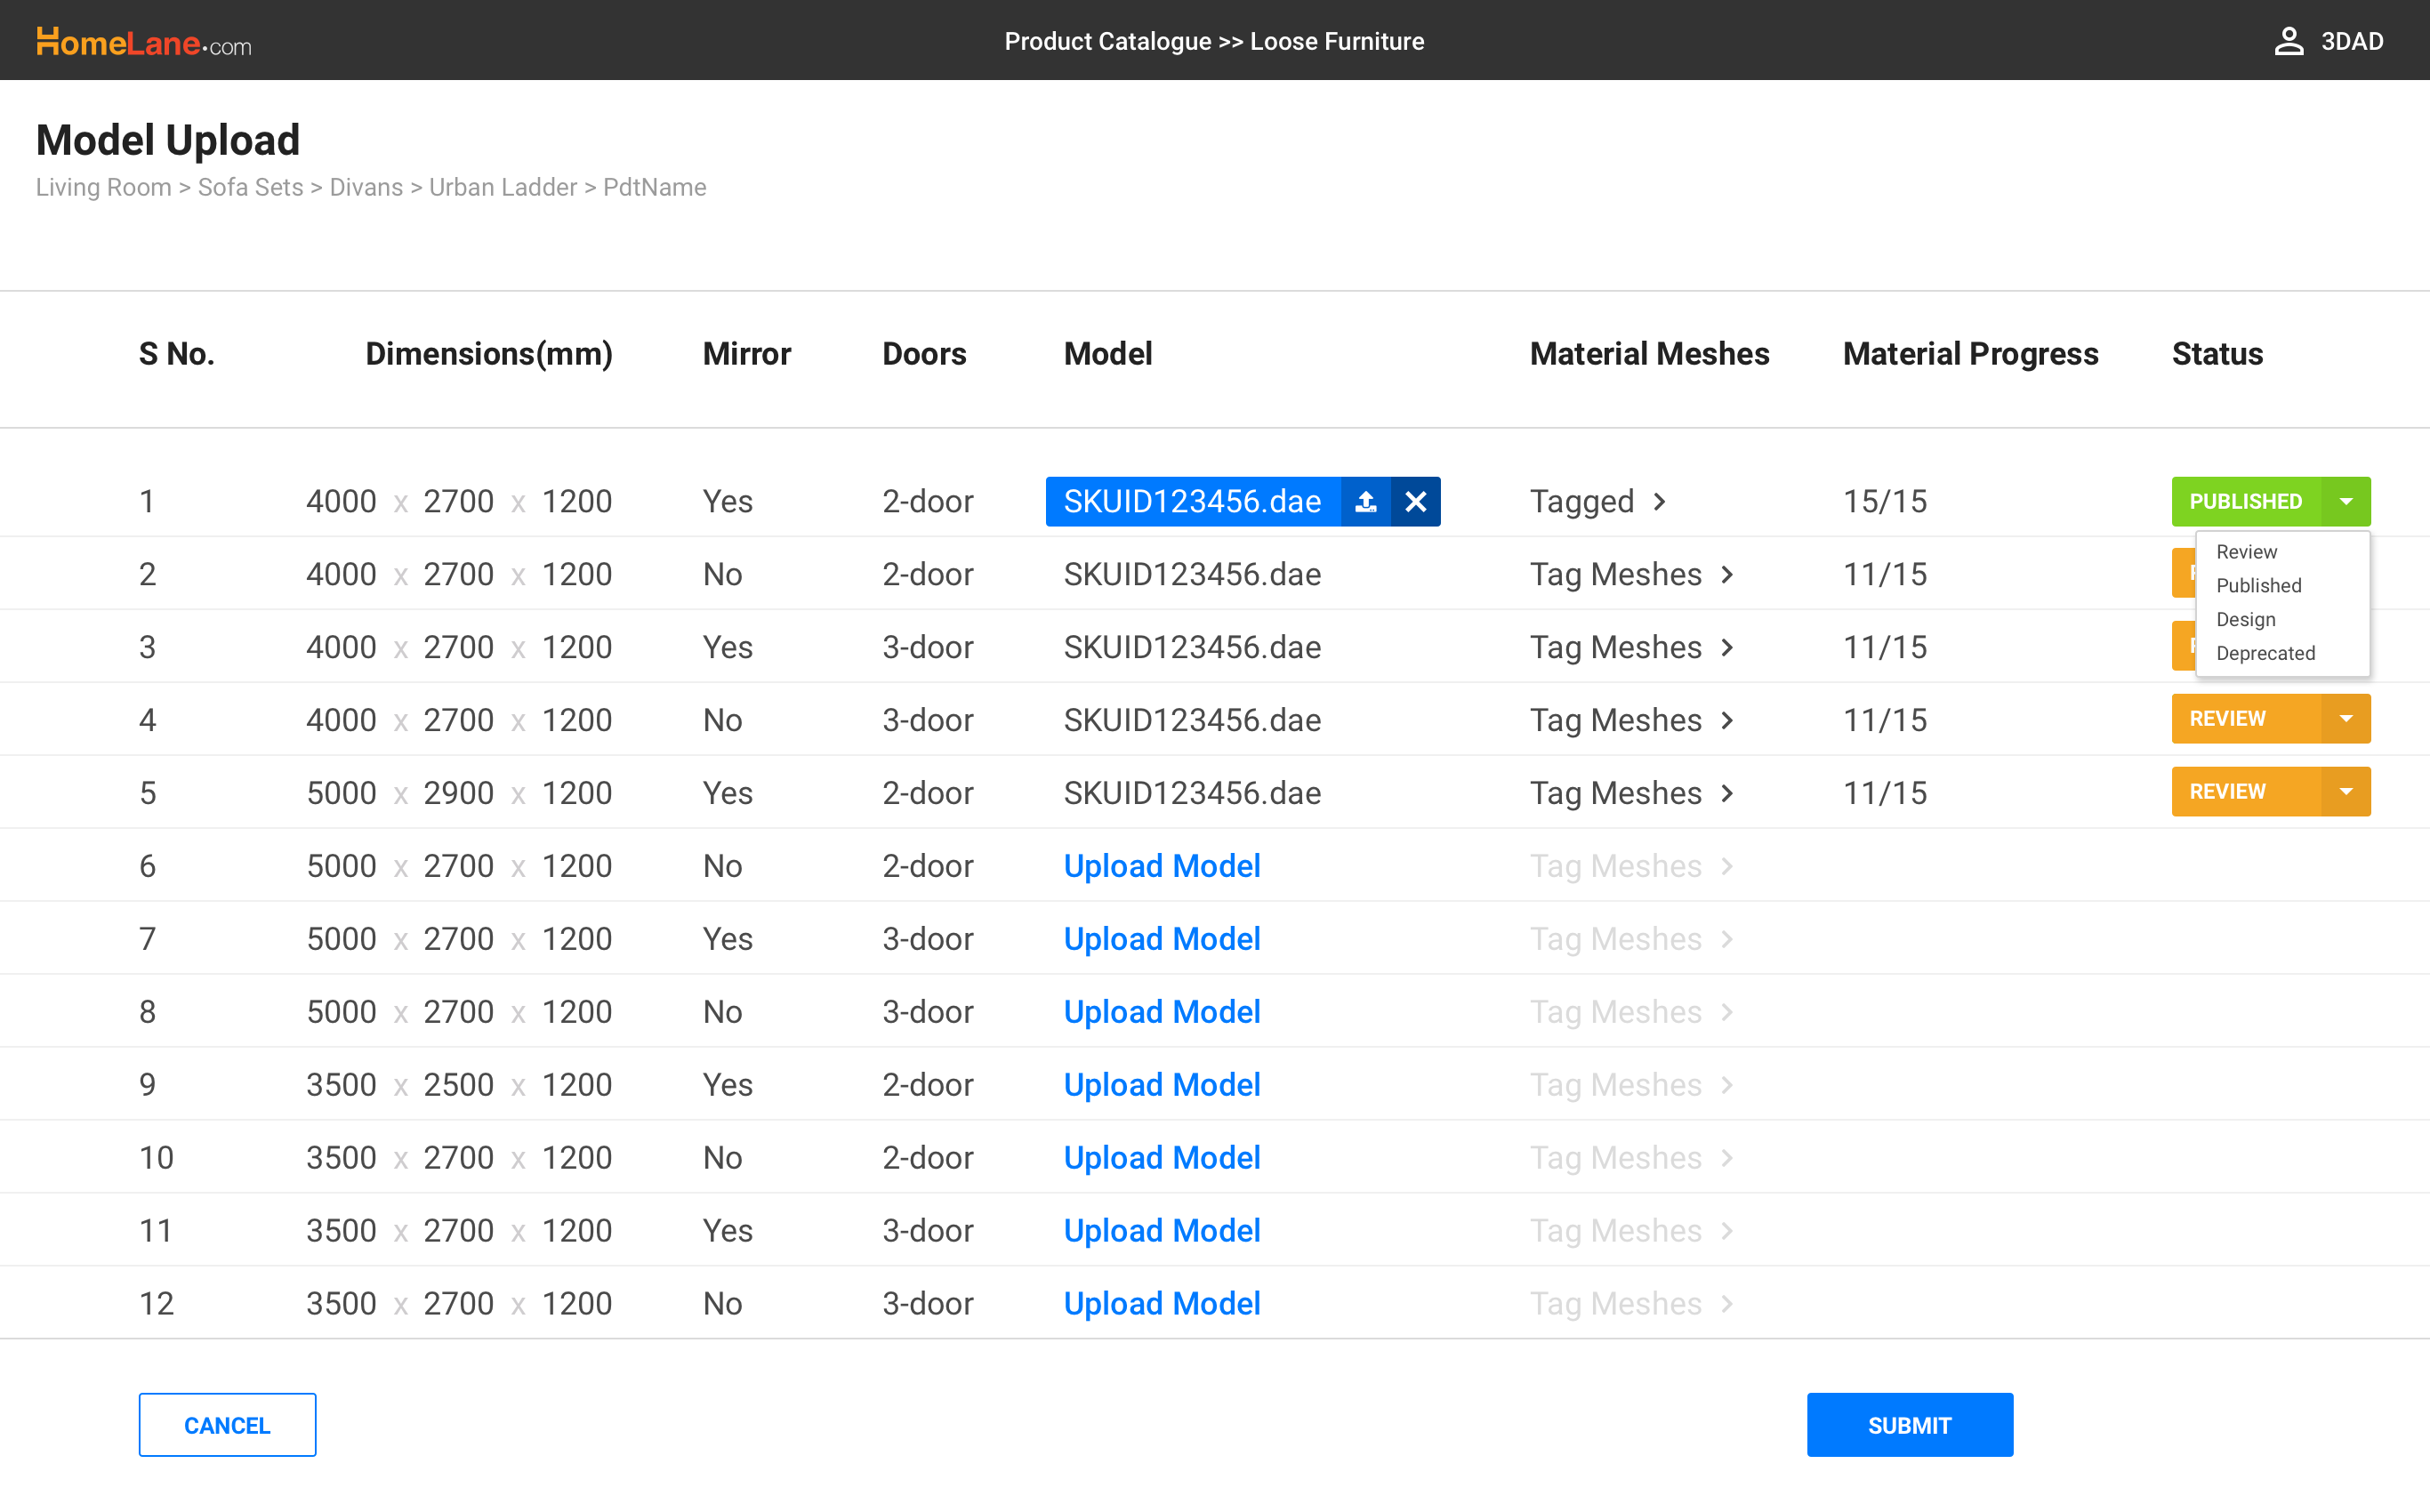 HomeLane.com Product Catalogue >> Loose Furniture 3DAD
Model Upload
Living Room > Sofa Sets > Divans > Urban Ladder > PdtName
S No. Dimensions(mm) Mirror Doors Model Material Meshes Material Progress Status
1 4000 x 2700 x 1200 Yes 2-door SKUID123456.dae Tagged > 15/15 PUBLISHED
Review
2 4000 x 2700 x 1200 No 2-door SKUID123456.dae Tag Meshes > 11/15
Published
Design
3 4000 x 2700 x 1200 Yes 3-door SKUID123456.dae Tag Meshes > 11/15
Deprecated
4 4000 x 2700 x 1200 No 3-door SKUID123456.dae Tag Meshes > 11/15 REVIEW
5 5000 x 2900 x 1200 Yes 2-door SKUID123456.dae Tag Meshes > 11/15 REVIEW
6 5000 x 2700 x 1200 No 2-door Upload Model Tag Meshes >
7 5000 x 2700 x 1200 Yes 3-door Upload Model Tag Meshes >
8 5000 x 2700 x 1200 No 3-door Upload Model Tag Meshes >
9 3500 x 2500 x 1200 Yes 2-door Upload Model Tag Meshes >
10 3500 x 2700 x 1200 No 2-door Upload Model Tag Meshes >
11 3500 x 2700 x 1200 Yes 3-door Upload Model Tag Meshes >
12 3500 x 2700 x 1200 No 3-door Upload Model Tag Meshes >
CANCEL SUBMIT